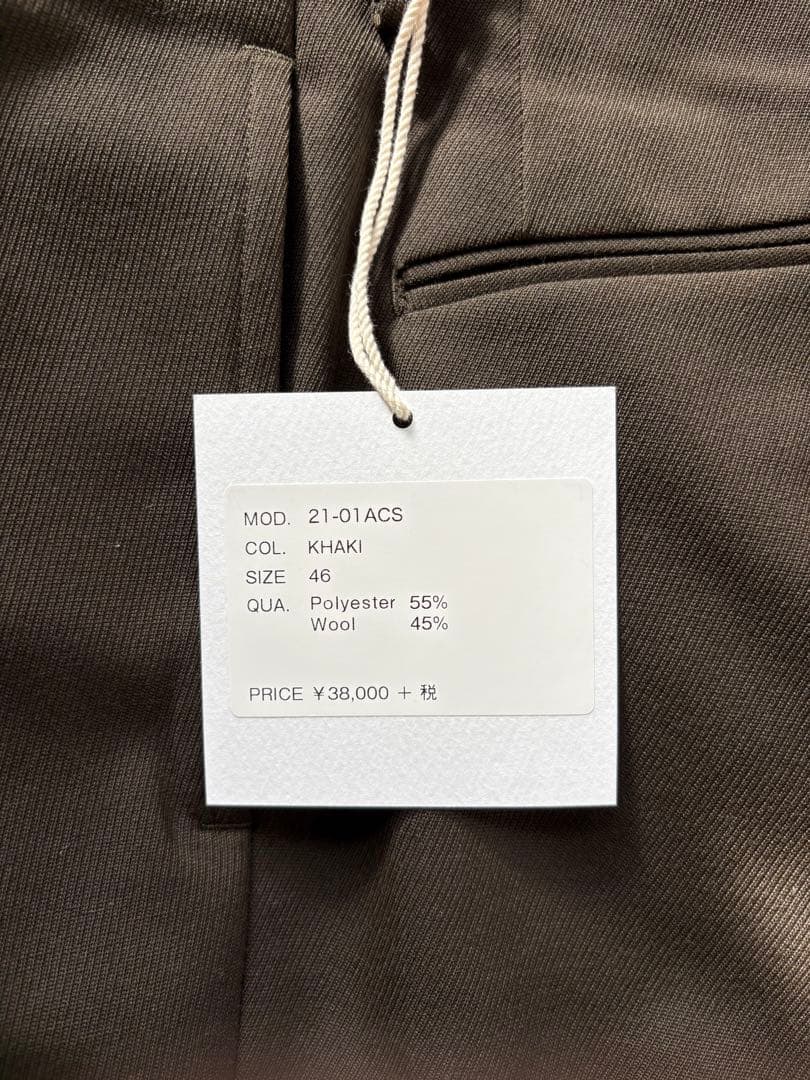 MOD. 21-01ACS
COL. KHAKI
SIZE 46
QUA. Polyester 55%
Wool 45%
PRICE ¥38,000 + 税